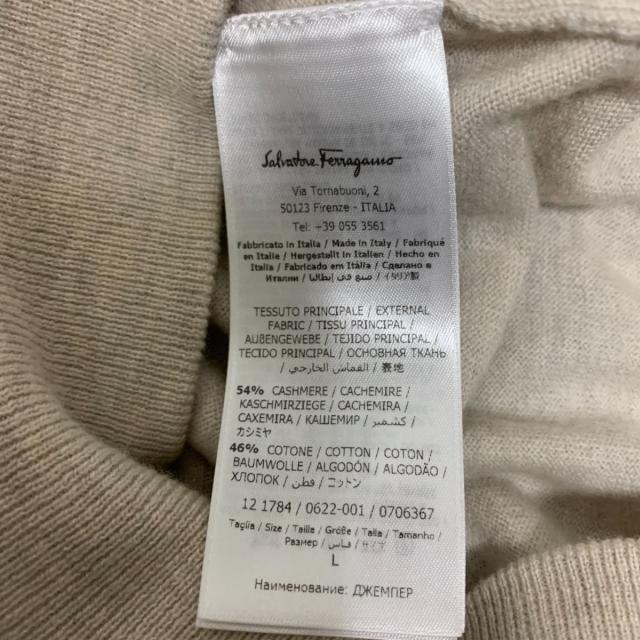 Salvatore Ferragamo
Via Tornabuoni, 2
50123 Firenze - ITALIA
Tel: +39 055 3561
Fabbricato in Italia / Made in Italy / Fabriqué
en Italie / Hergestellt in Italien / Hecho en
Italia / Fabricado em Itália / Сделано в
Италии / صنع في إيطاليا / イタリア製
TESSUTO PRINCIPALE / EXTERNAL
FABRIC / TISSU PRINCIPAL /
AUßENGEWEBE / TEJIDO PRINCIPAL /
TECIDO PRINCIPAL / ОСНОВНАЯ ТКАНЬ
/ القماش الخارجي / 表地
54% CASHMERE / CACHEMIRE /
KASCHMIRZIEGE / CACHEMIRA /
CAXEMIRA / КАШЕМИР / كشمير /
カシミヤ
46% COTONE / COTTON / COTON /
BAUMWOLLE / ALGODÓN / ALGODÃO /
ХЛОПОК / قطن / コットン
12 1784 / 0622-001 / 0706367
Taglia / Size / Taille / Größe / Talla / Tamanho /
Размер / قاس / サイズ
L
Наименование: ДЖЕМПЕР